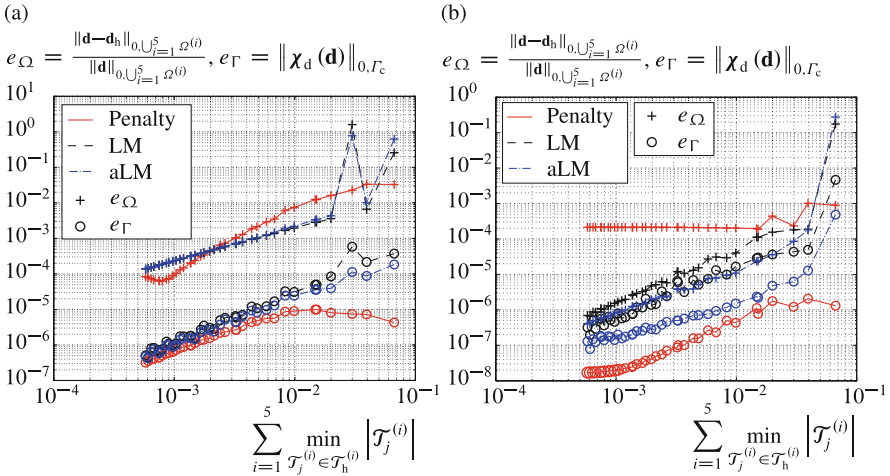 (a)
e_Ω = ‖d−d_h‖_{0,⋃_{i=1}^{5} Ω^{(i)}} / ‖d‖_{0,⋃_{i=1}^{5} Ω^{(i)}}, e_Γ = ‖χ_d (d)‖_{0,Γ_c}
10^1
10^0
10^{-1}
10^{-2}
10^{-3}
10^{-4}
10^{-5}
10^{-6}
10^{-7}
Penalty
LM
aLM
e_Ω
e_Γ
10^{-4} 10^{-3} 10^{-2} 10^{-1}
∑_{i=1}^{5} min_{𝒯_j^{(i)}∈𝒯_h^{(i)}} |𝒯_j^{(i)}|
(b)
e_Ω = ‖d−d_h‖_{0,⋃_{i=1}^{5} Ω^{(i)}} / ‖d‖_{0,⋃_{i=1}^{5} Ω^{(i)}}, e_Γ = ‖χ_d (d)‖_{0,Γ_c}
10^0
10^{-1}
10^{-2}
10^{-3}
10^{-4}
10^{-5}
10^{-6}
10^{-7}
10^{-8}
Penalty
LM
aLM
e_Ω
e_Γ
10^{-4} 10^{-3} 10^{-2} 10^{-1}
∑_{i=1}^{5} min_{𝒯_j^{(i)}∈𝒯_h^{(i)}} |𝒯_j^{(i)}|